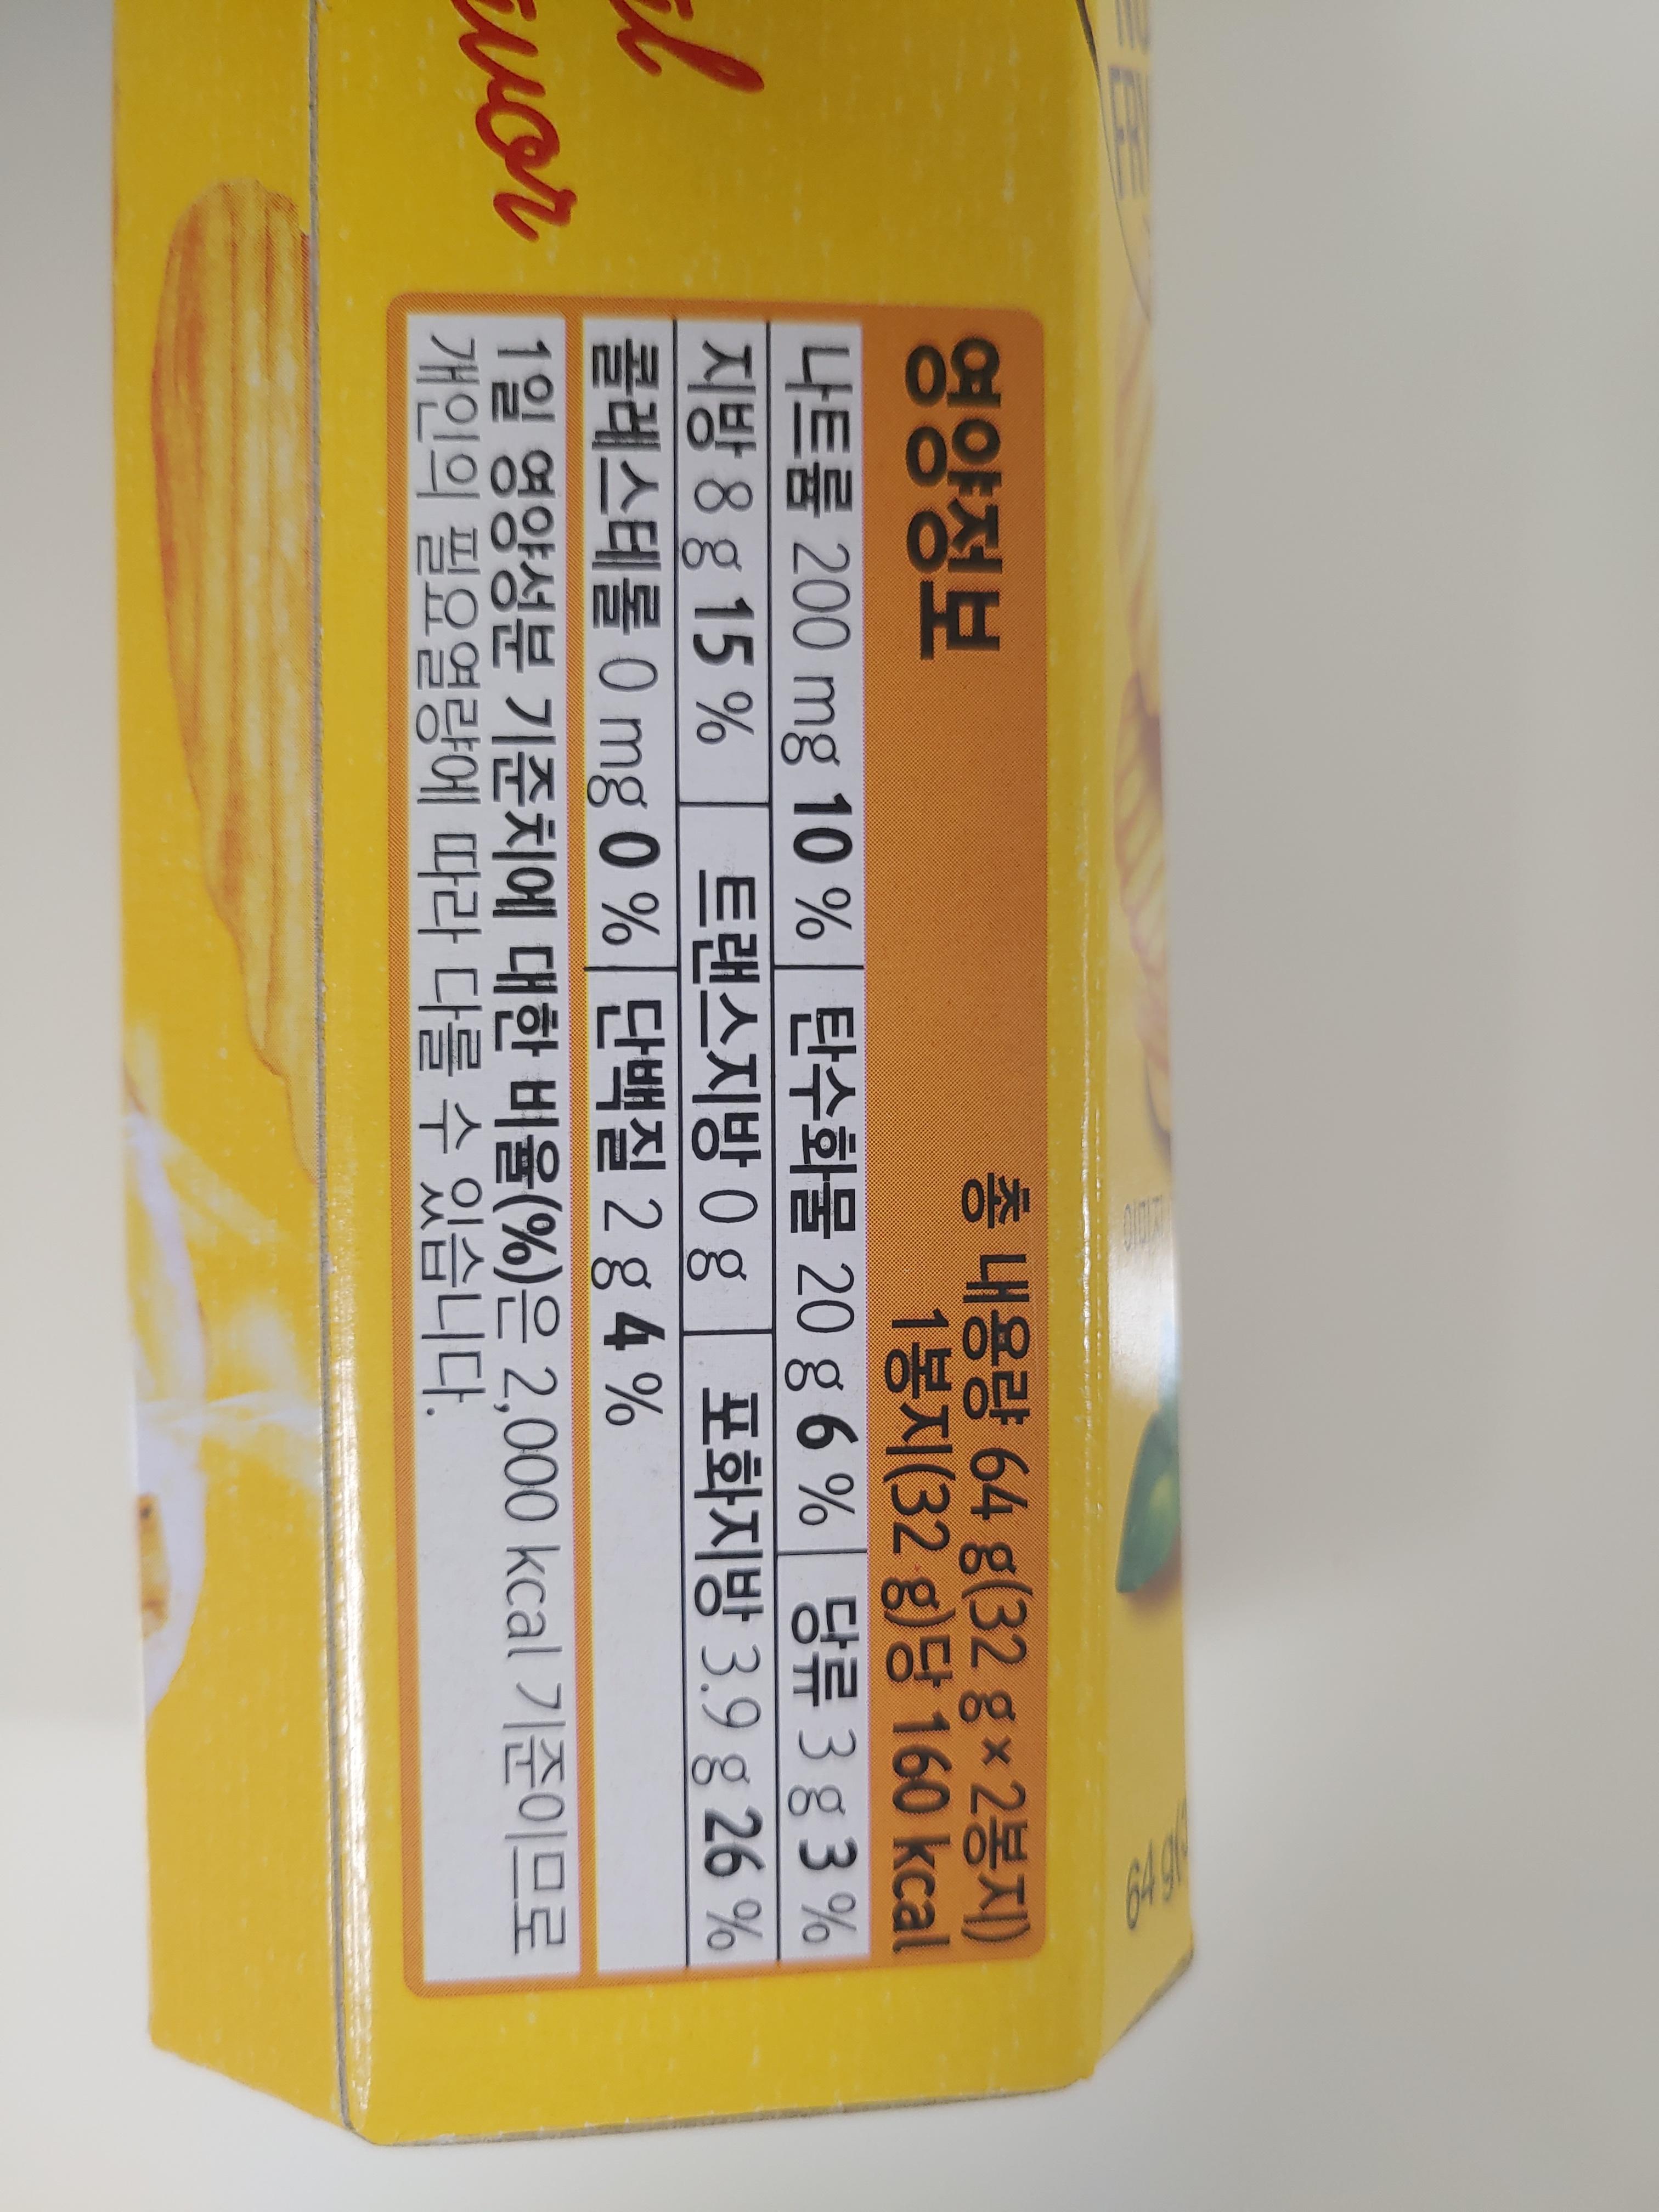 영양정보
총 내용량 64 g(32 g × 2봉지)
1봉지(32 g)당 160 kcal
나트륨 200 mg 10 % 탄수화물 20 g 6 % 당류 3 g 3 %
지방 8 g 15 % 트랜스지방 0 g 포화지방 3.9 g 26 %
콜레스테롤 0 mg 0 % 단백질 2 g 4 %
1일 영양성분 기준치에 대한 비율(%)은 2,000 kcal 기준이므로
개인의 필요열량에 따라 다를 수 있습니다.
64 g(3